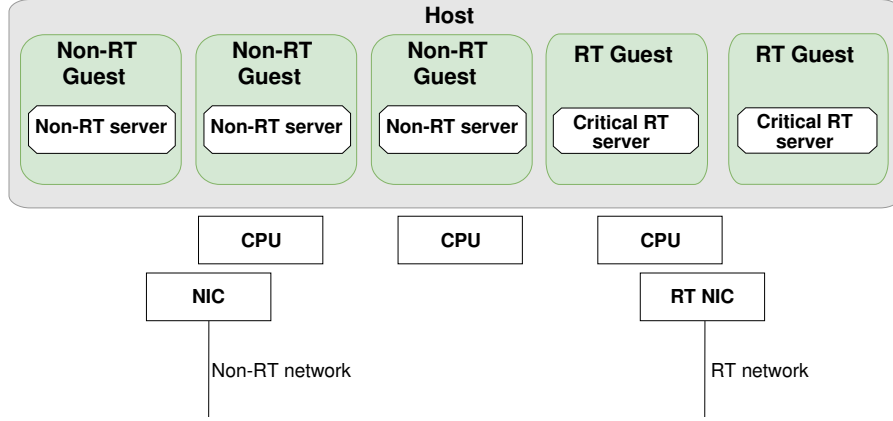 Host
Non-RT
Guest
Non-RT server
Non-RT
Guest
Non-RT server
Non-RT
Guest
Non-RT server
RT Guest
Critical RT
server
RT Guest
Critical RT
server
CPU
CPU
CPU
NIC
RT NIC
Non-RT network
RT network